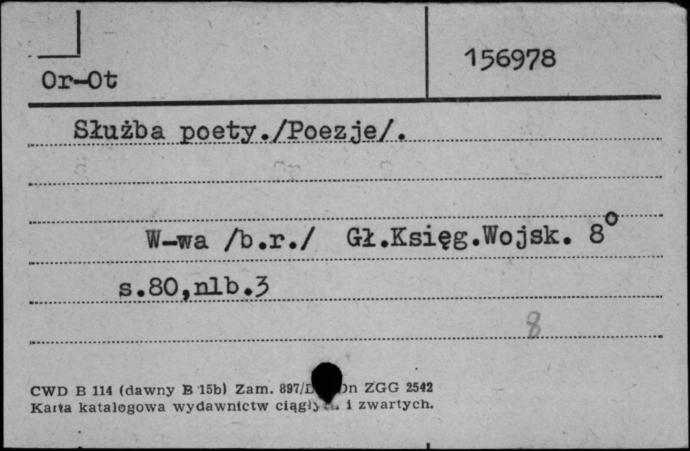 156978
Or-Ot
Służba poety./Poezje/.
W-wa /b.r./ Gł.Księg.Wojsk. 8°
s.80,nlb.3
8
CWD B 114 (dawny B 15b) Zam. 897/ ZGG 2542
Karta katalogowa wydawnictw i zwartych.